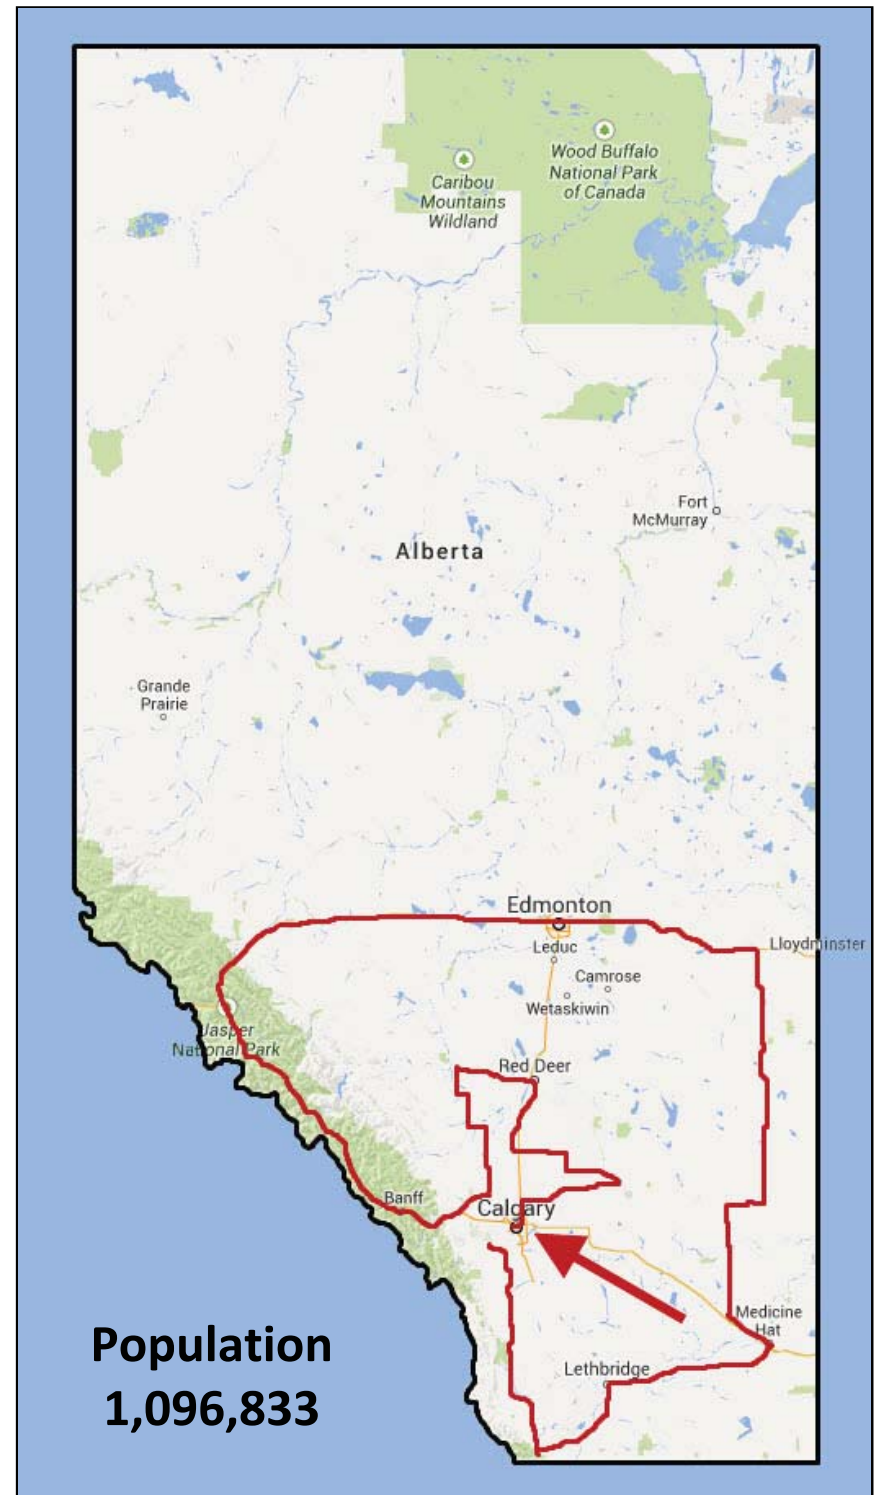 Wood Buffalo
National Park
of Canada
Caribou
Mountains
Wildland
Fort
McMurray
Alberta
Grande
Prairie
Edmonton
Leduc
Lloydminster
Camrose
Wetaskiwin
Jasper
National Park
Red Deer
Banff
Calgary
Medicine
Hat
Population
1,096,833
Lethbridge